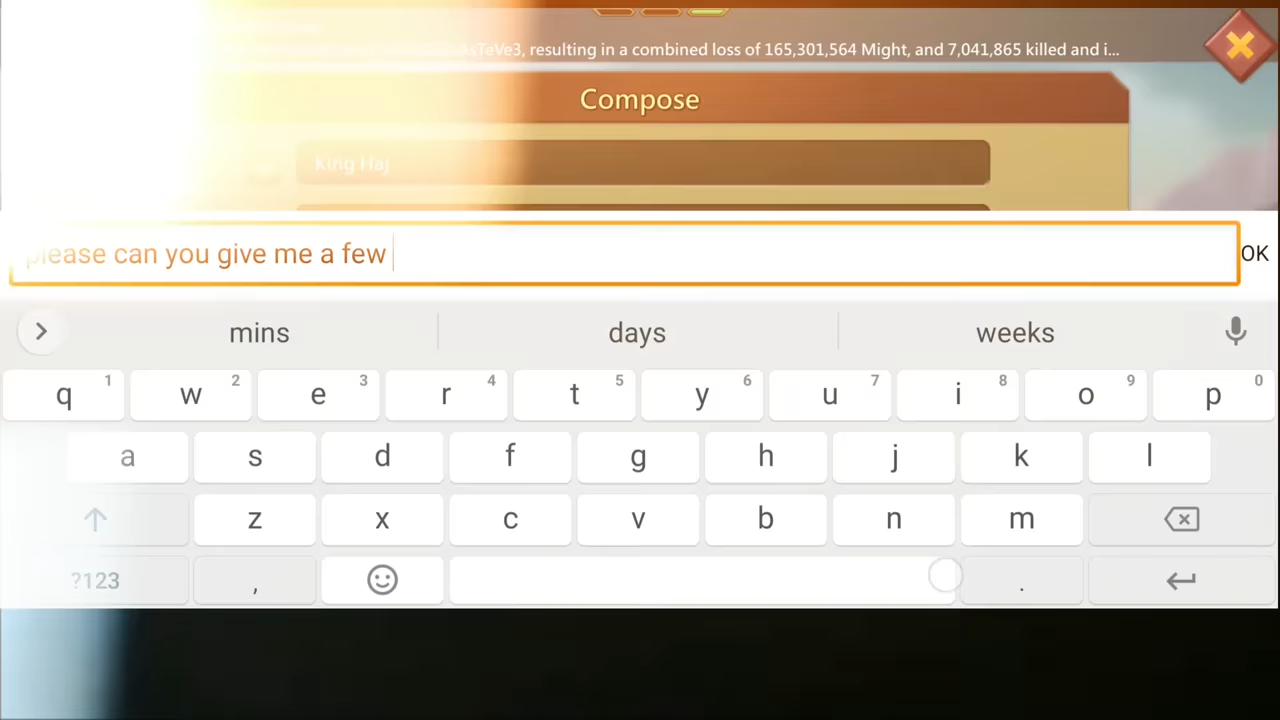 AsTeVe3, resulting in a combined loss of 165,301,564 Might, and 7,041,865 killed and i...
Compose
King Haj
please can you give me a few
OK
mins days weeks
q 1 w 2 e 3 r 4 t 5 y 6 u 7 i 8 o 9 p 0
a s d f g h j k l
z x c v b n m
?123 , .